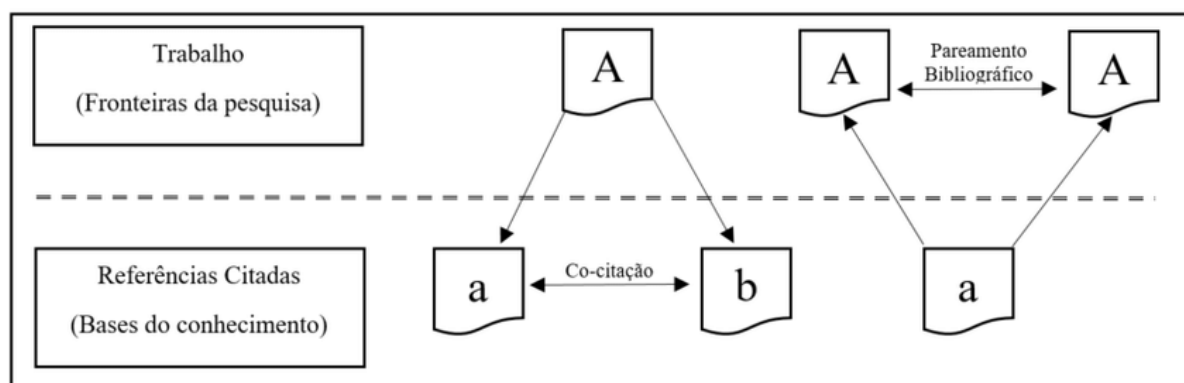 Trabalho
(Fronteiras da pesquisa)
A
A
Pareamento
Bibliográfico
A
Referências Citadas
(Bases do conhecimento)
a
Co-citação
b
a